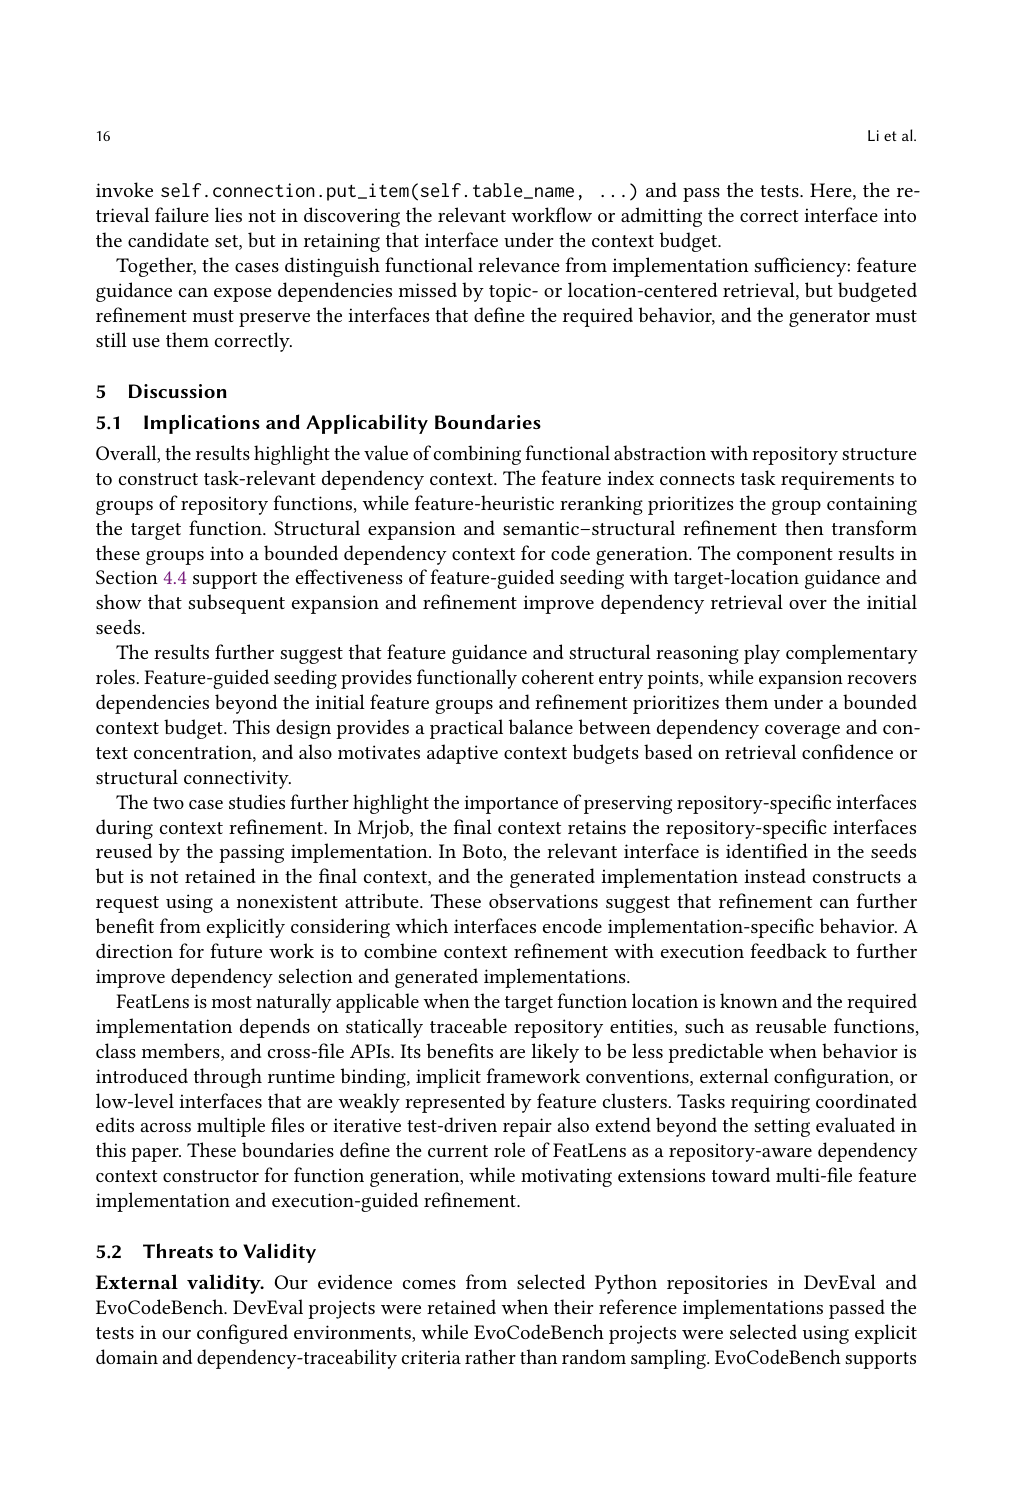 16
Li et al.
invoke self.connection.put_item(self.table_name, ...) and pass the tests. Here, the re-
trieval failure lies not in discovering the relevant workflow or admitting the correct interface into
the candidate set, but in retaining that interface under the context budget.
Together, the cases distinguish functional relevance from implementation sufficiency: feature
guidance can expose dependencies missed by topic- or location-centered retrieval, but budgeted
refinement must preserve the interfaces that define the required behavior, and the generator must
still use them correctly.
5 Discussion
5.1 Implications and Applicability Boundaries
Overall, the results highlight the value of combining functional abstraction with repository structure
to construct task-relevant dependency context. The feature index connects task requirements to
groups of repository functions, while feature-heuristic reranking prioritizes the group containing
the target function. Structural expansion and semantic–structural refinement then transform
these groups into a bounded dependency context for code generation. The component results in
Section 4.4 support the effectiveness of feature-guided seeding with target-location guidance and
show that subsequent expansion and refinement improve dependency retrieval over the initial
seeds.
The results further suggest that feature guidance and structural reasoning play complementary
roles. Feature-guided seeding provides functionally coherent entry points, while expansion recovers
dependencies beyond the initial feature groups and refinement prioritizes them under a bounded
context budget. This design provides a practical balance between dependency coverage and con-
text concentration, and also motivates adaptive context budgets based on retrieval confidence or
structural connectivity.
The two case studies further highlight the importance of preserving repository-specific interfaces
during context refinement. In Mrjob, the final context retains the repository-specific interfaces
reused by the passing implementation. In Boto, the relevant interface is identified in the seeds
but is not retained in the final context, and the generated implementation instead constructs a
request using a nonexistent attribute. These observations suggest that refinement can further
benefit from explicitly considering which interfaces encode implementation-specific behavior. A
direction for future work is to combine context refinement with execution feedback to further
improve dependency selection and generated implementations.
FeatLens is most naturally applicable when the target function location is known and the required
implementation depends on statically traceable repository entities, such as reusable functions,
class members, and cross-file APIs. Its benefits are likely to be less predictable when behavior is
introduced through runtime binding, implicit framework conventions, external configuration, or
low-level interfaces that are weakly represented by feature clusters. Tasks requiring coordinated
edits across multiple files or iterative test-driven repair also extend beyond the setting evaluated in
this paper. These boundaries define the current role of FeatLens as a repository-aware dependency
context constructor for function generation, while motivating extensions toward multi-file feature
implementation and execution-guided refinement.
5.2 Threats to Validity
External validity. Our evidence comes from selected Python repositories in DevEval and
EvoCodeBench. DevEval projects were retained when their reference implementations passed the
tests in our configured environments, while EvoCodeBench projects were selected using explicit
domain and dependency-traceability criteria rather than random sampling. EvoCodeBench supports